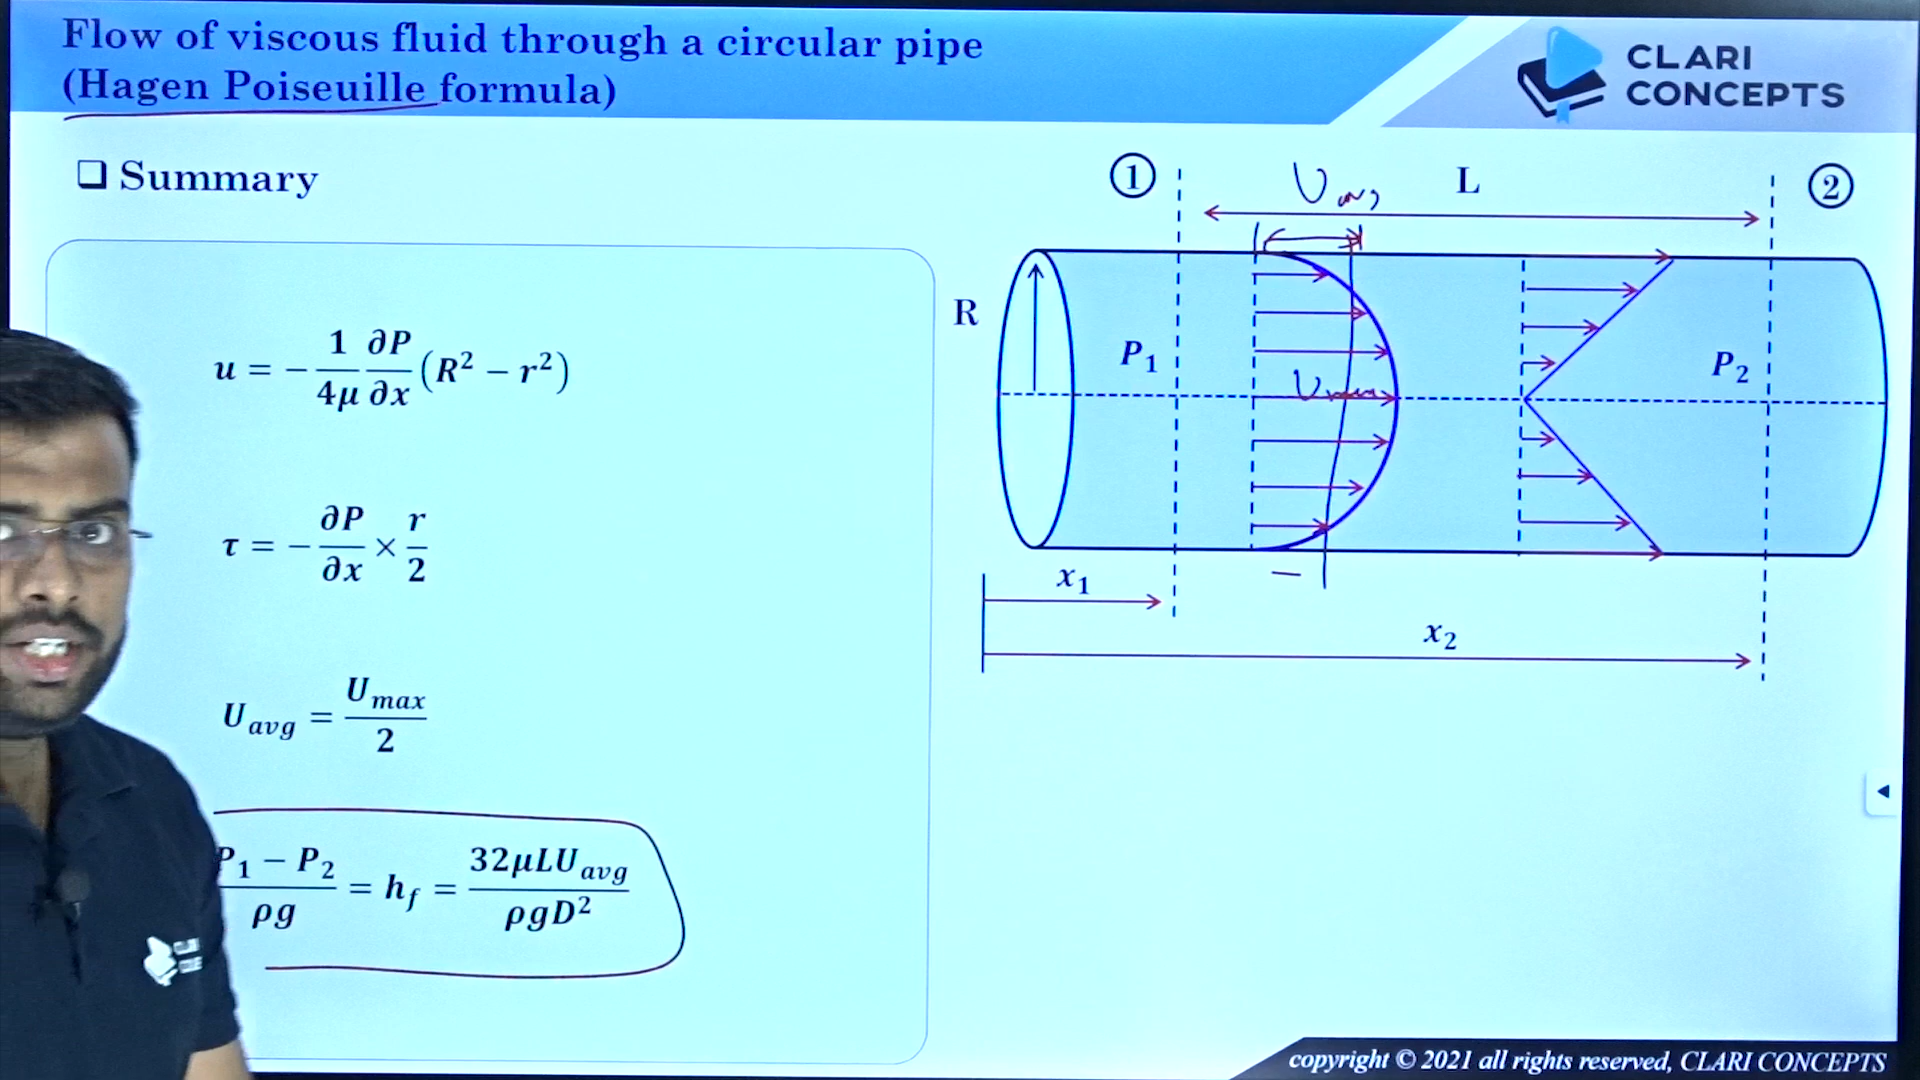 Flow of viscous fluid through a circular pipe
(Hagen Poiseuille formula)
CLARI
CONCEPTS
❑ Summary
u = −1/4μ ∂P/∂x (R² − r²)
τ = −∂P/∂x × r/2
U_avg = U_max/2
P₁ − P₂/ρg = h_f = 32μLU_avg/ρgD²
① U_avg L ②
R
P₁
P₂
U_max
x₁
x₂
copyright © 2021 all rights reserved, CLARI CONCEPTS